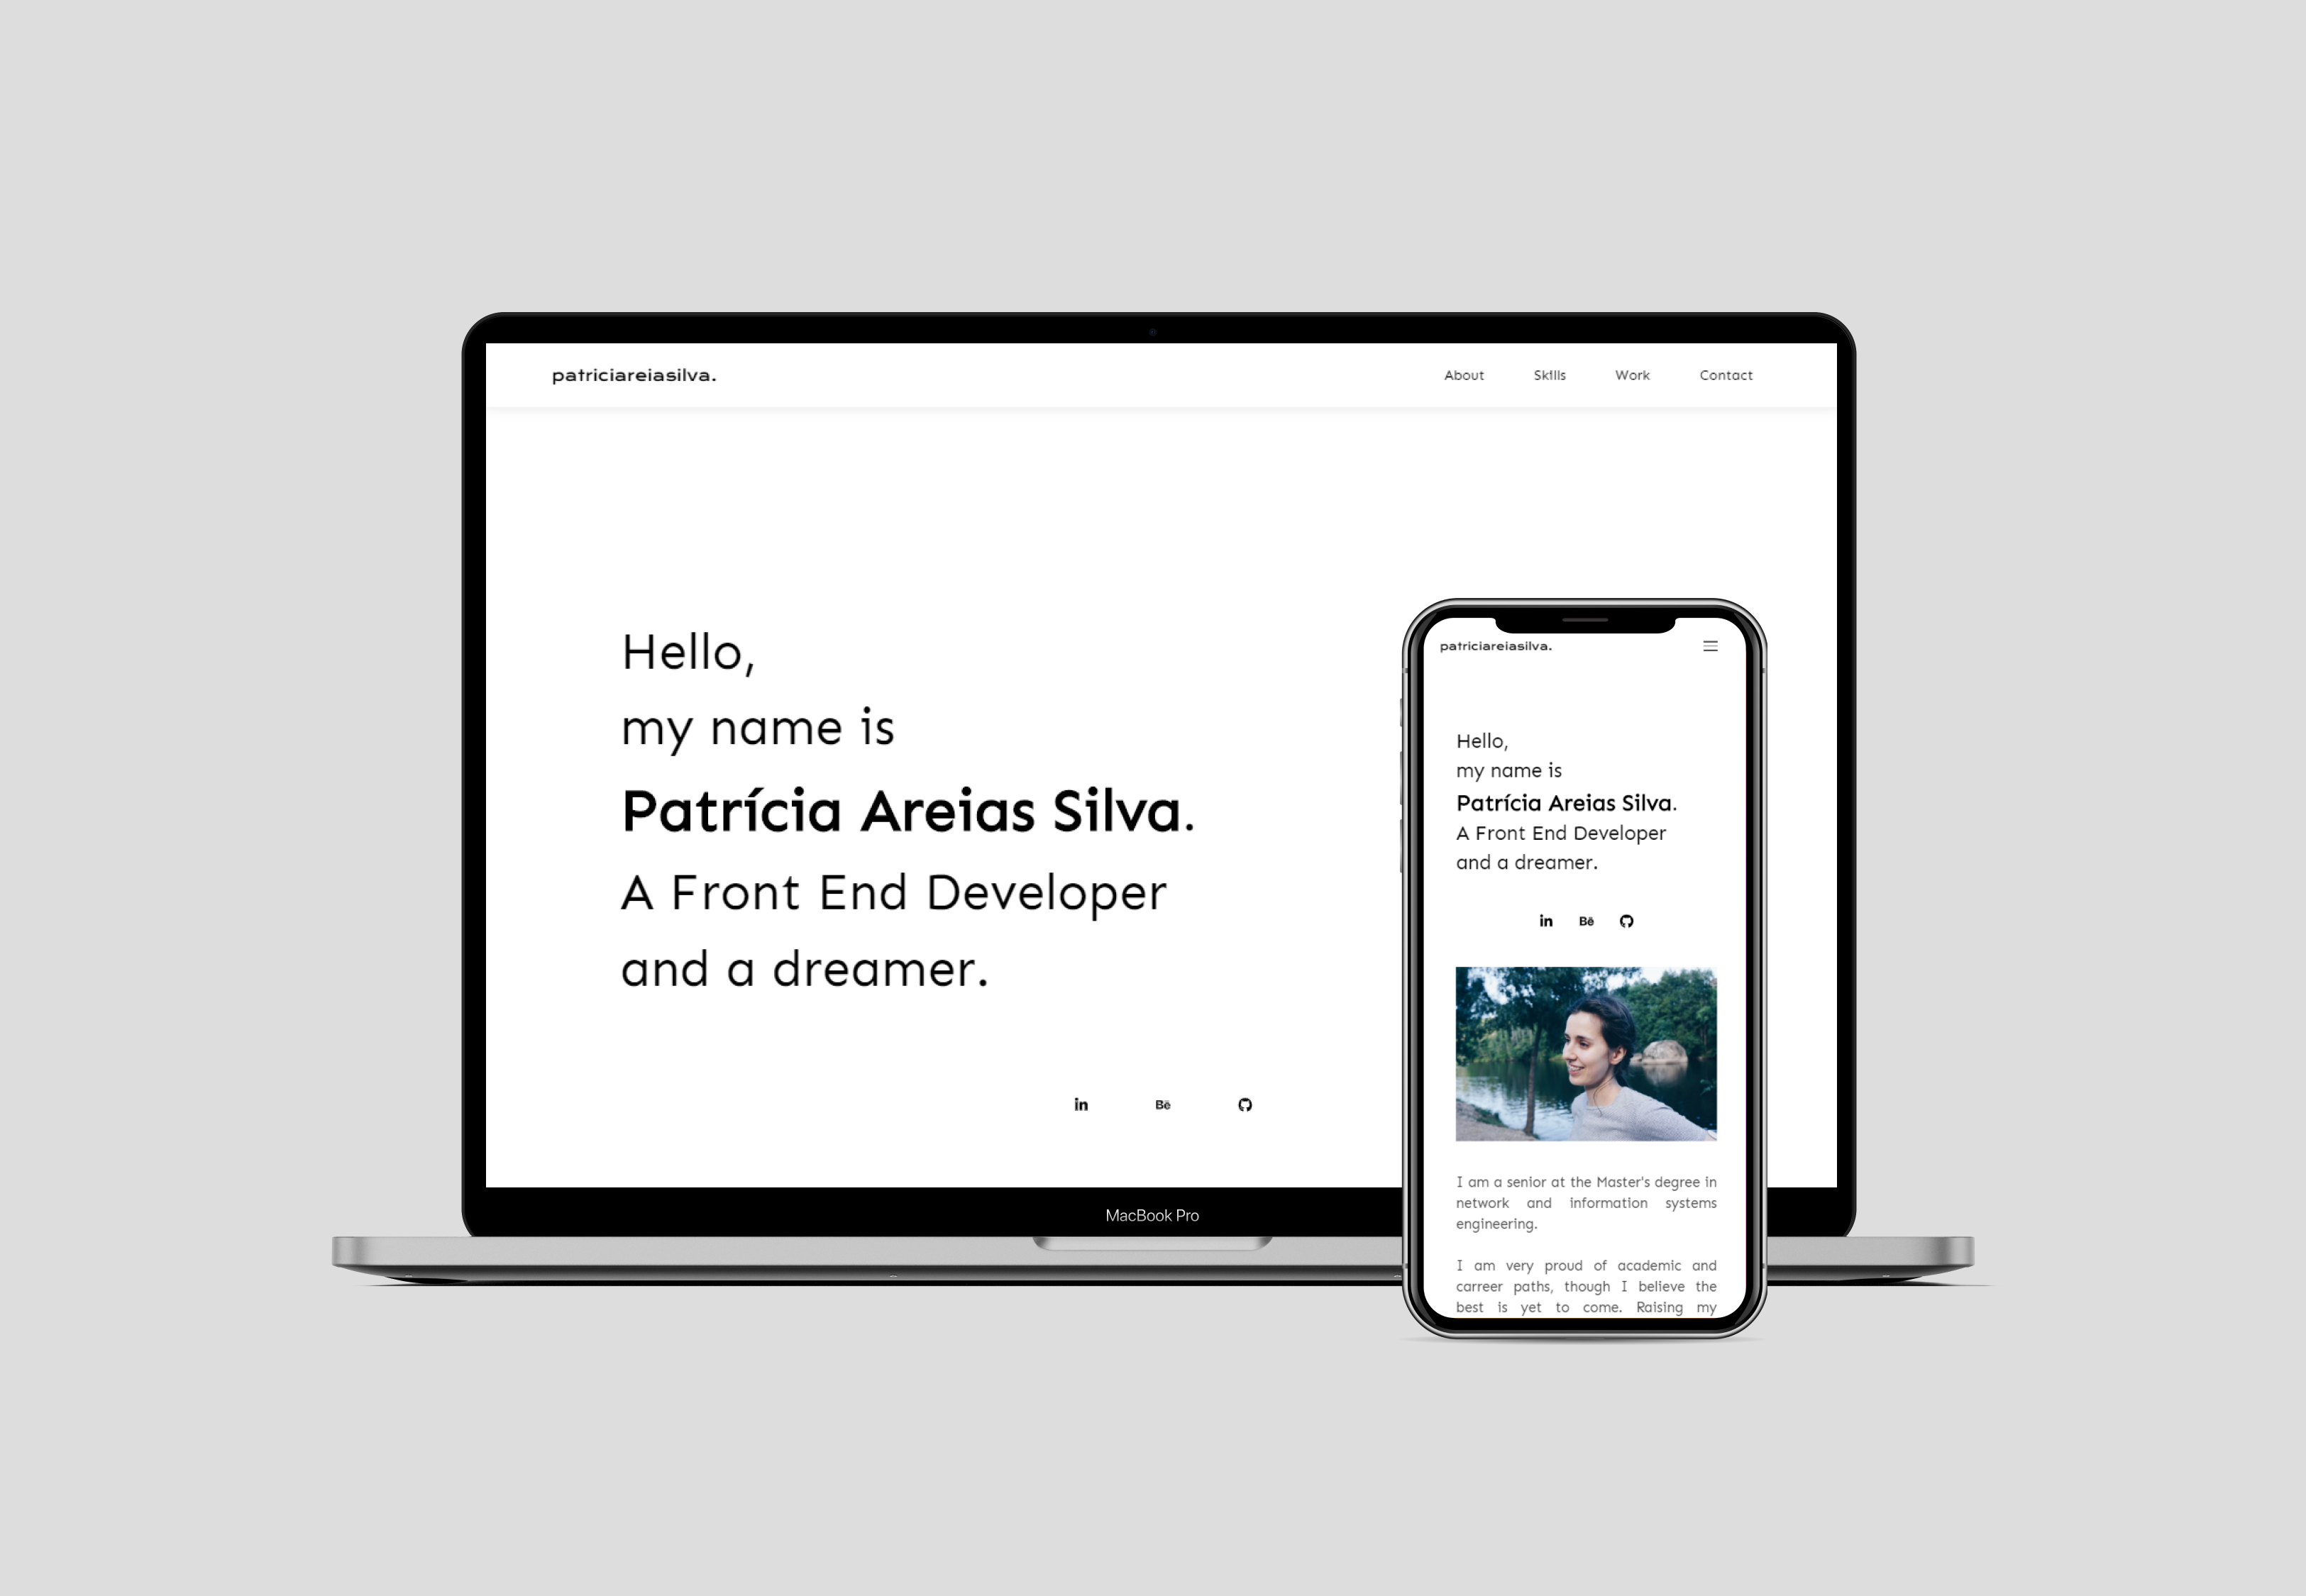 patriciareiasilva.
About Skills Work Contact
Hello,
my name is
Patrícia Areias Silva.
A Front End Developer
and a dreamer.
in Bē
MacBook Pro
patriciareiasilva.
Hello,
my name is
Patrícia Areias Silva.
A Front End Developer
and a dreamer.
in Bē
I am a senior at the Master's degree in
network and information systems
engineering.
I am very proud of academic and
carreer paths, though I believe the
best is yet to come. Raising my